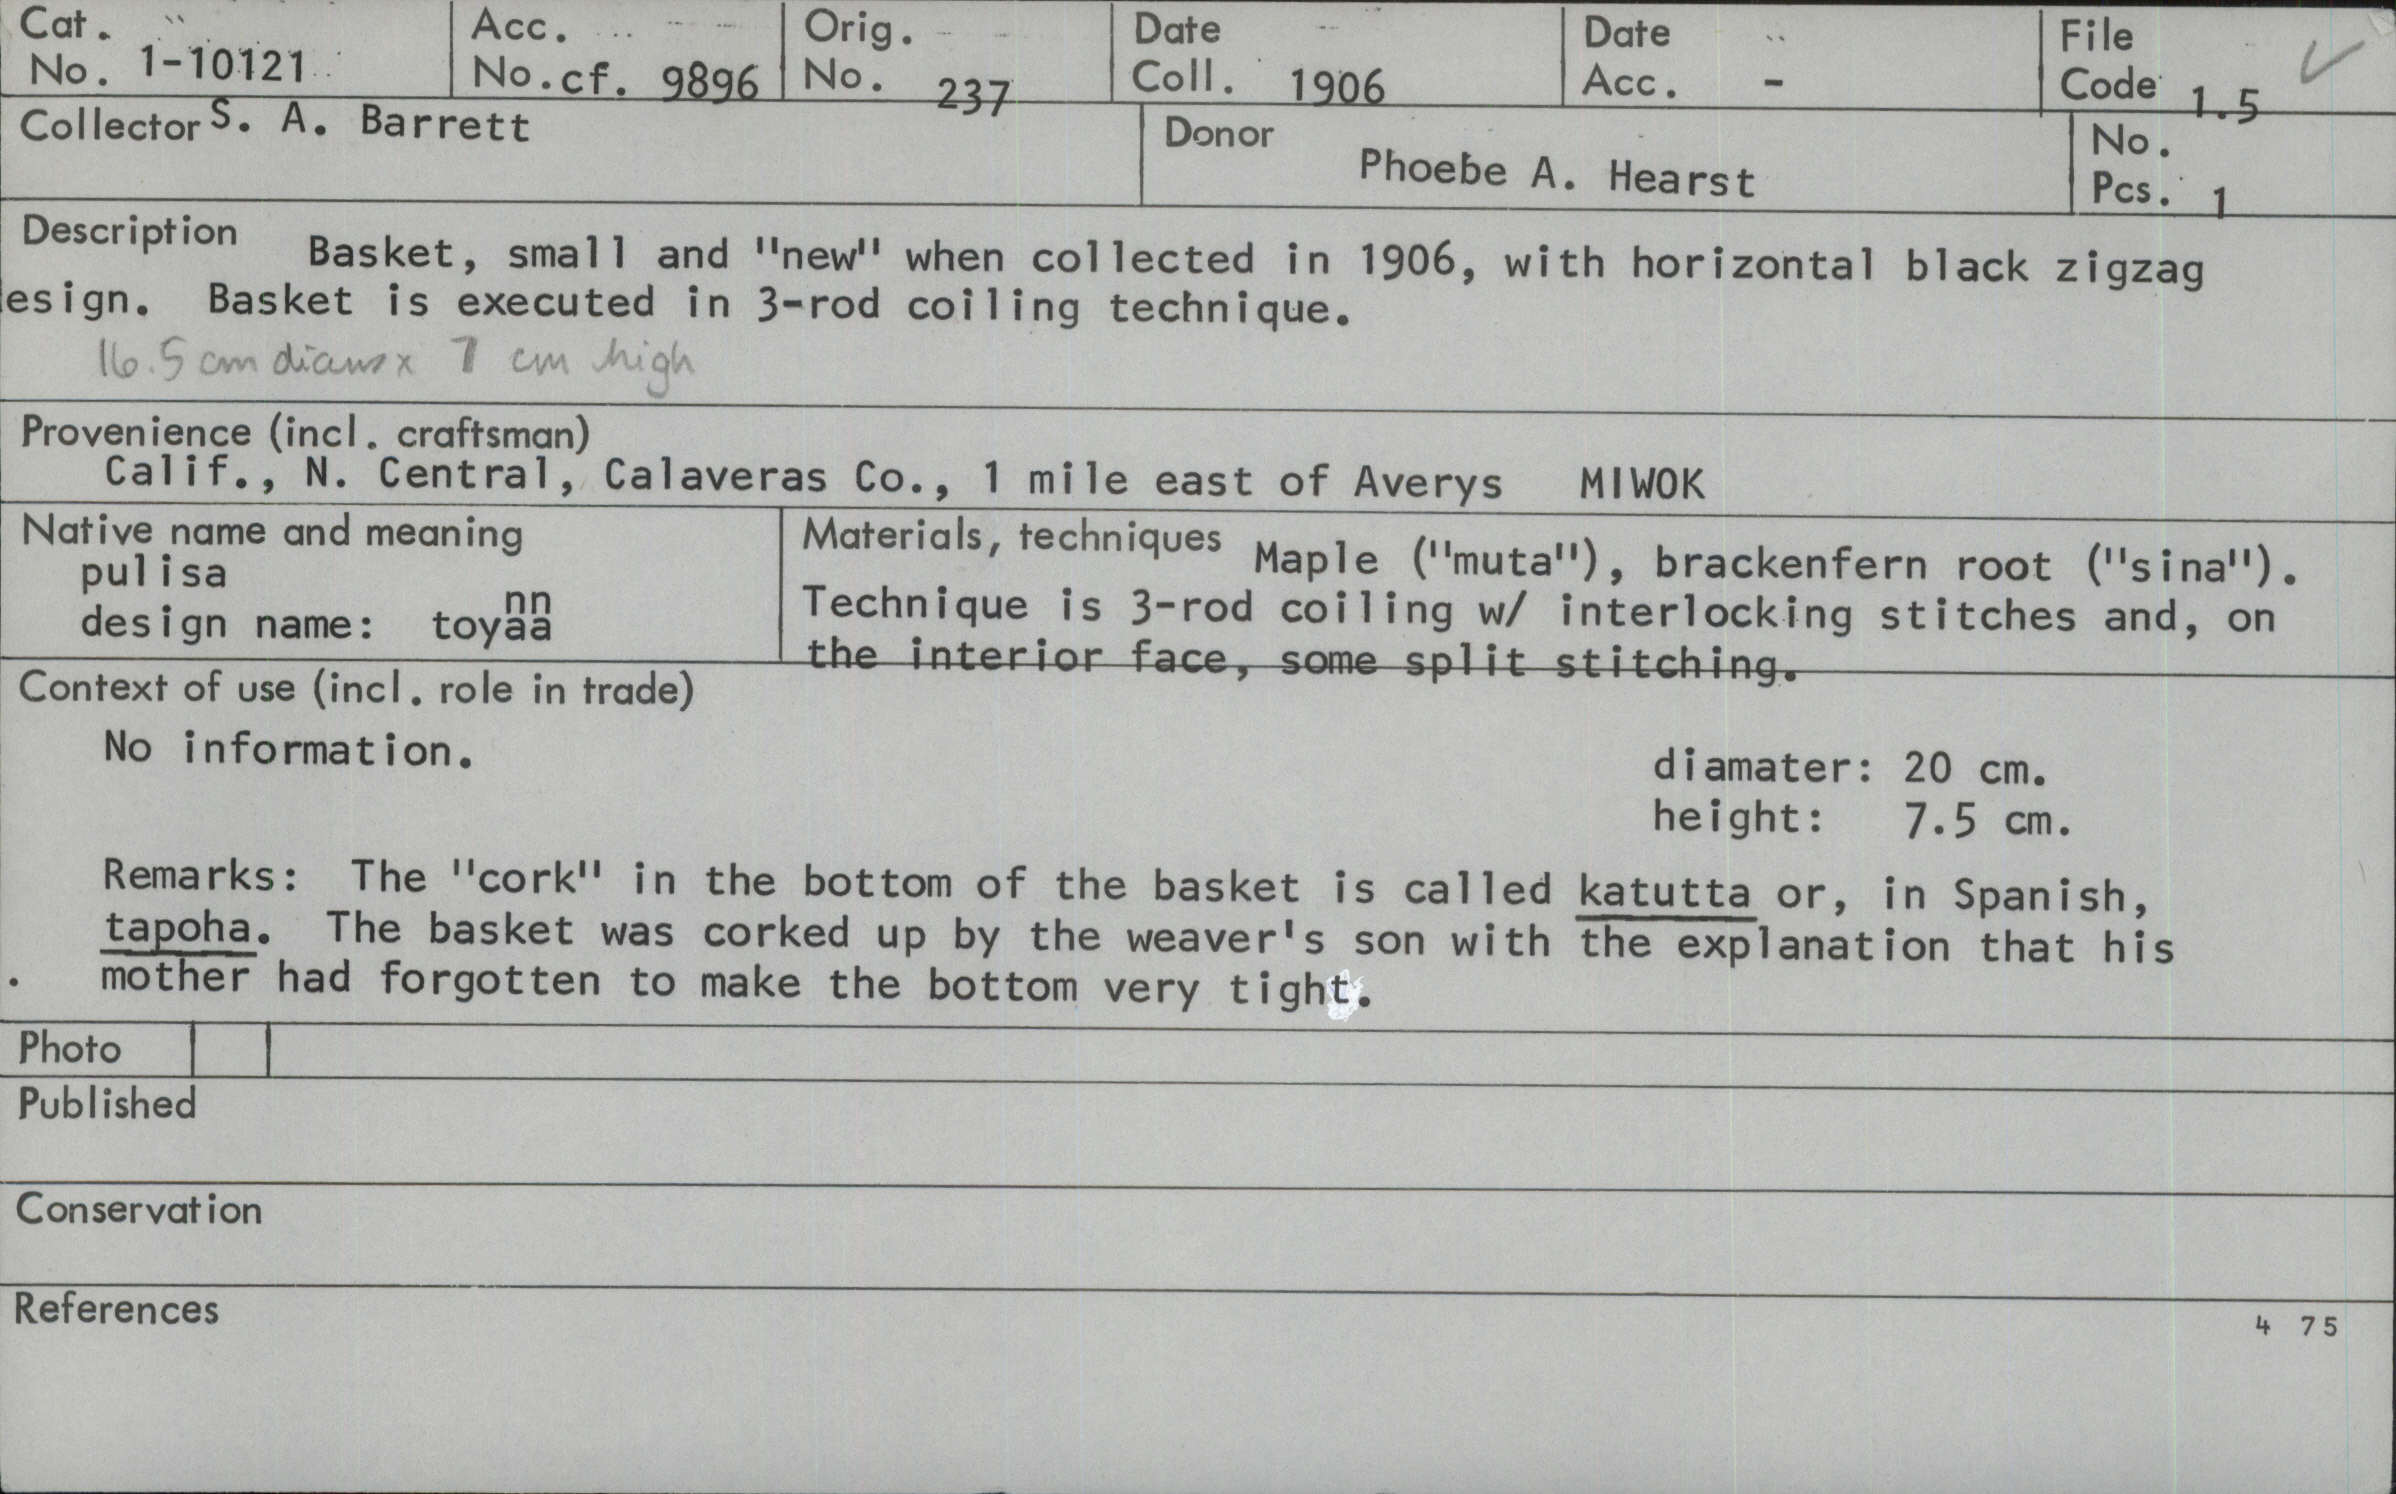 Cat. No. 1-10121
Acc. No. cf. 9896
Orig. No. 237
Date Coll. 1906
Date Acc. -
File Code 1.5 ✓
Collector S. A. Barrett
Donor Phoebe A. Hearst
No. Pcs. 1
Description Basket, small and "new" when collected in 1906, with horizontal black zigzag
esign. Basket is executed in 3-rod coiling technique.
16.5 cm diam x 7 cm high
Provenience (incl. craftsman)
Calif., N. Central, Calaveras Co., 1 mile east of Averys MIWOK
Native name and meaning
pulisa
nn
design name: toyaa
Materials, techniques Maple ("muta"), brackenfern root ("sina").
Technique is 3-rod coiling w/ interlocking stitches and, on
the interior face, some split stitching.
Context of use (incl. role in trade)
No information.
diamater: 20 cm.
height: 7.5 cm.
Remarks: The "cork" in the bottom of the basket is called katutta or, in Spanish,
tapoha. The basket was corked up by the weaver's son with the explanation that his
mother had forgotten to make the bottom very tight.
Photo
Published
Conservation
References
4 75